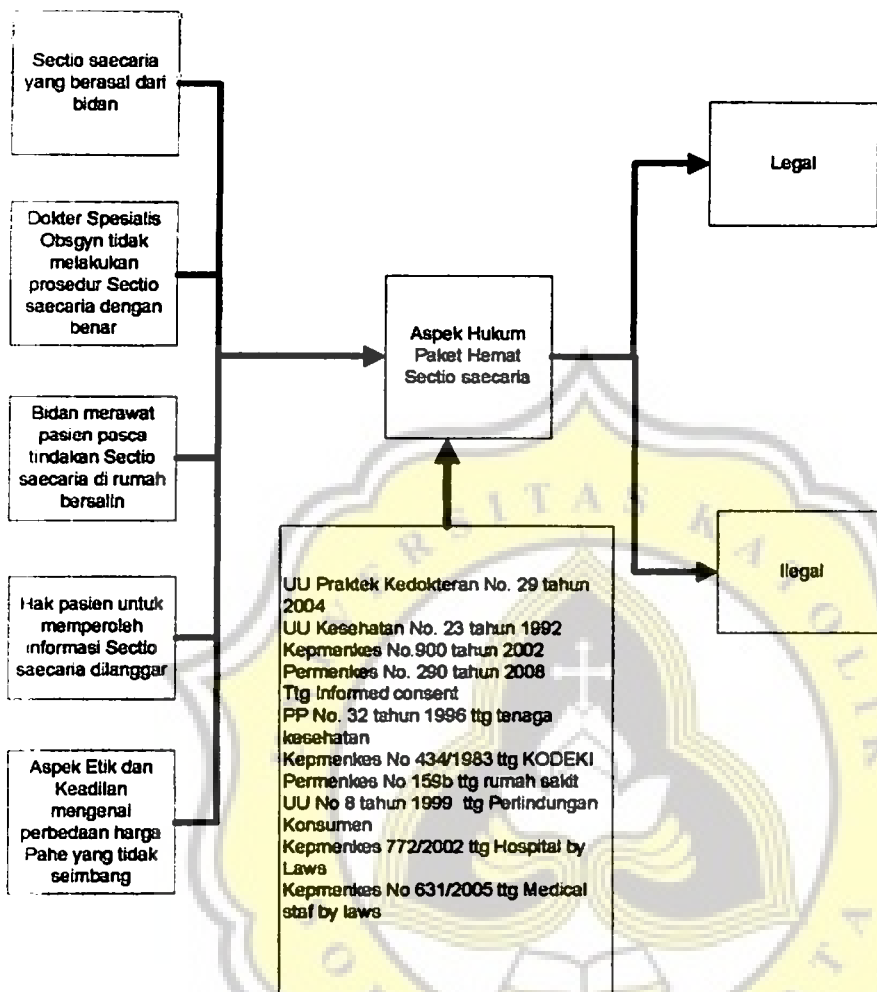 Sectio saecaria
yang berasal dari
bidan
Dokter Spesialis
Obsgyn tidak
melakukan
prosedur Sectio
saecaria dengan
benar
Bidan merawat
pasien pasca
tindakan Sectio
saecaria di rumah
bersalin
Hak pasien untuk
memperoleh
informasi Sectio
saecaria dilanggar
Aspek Etik dan
Keadilan
mengenai
perbedaan harga
Pahe yang tidak
seimbang
Aspek Hukum
Paket Hemat
Sectio saecaria
UU Praktek Kedokteran No. 29 tahun
2004
UU Kesehatan No. 23 tahun 1992
Kepmenkes No.900 tahun 2002
Permenkes No. 290 tahun 2008
Ttg Informed consent
PP No. 32 tahun 1996 ttg tenaga
kesehatan
Kepmenkes No 434/1983 ttg KODEKI
Permenkes No 159b ttg rumah sakit
UU No 8 tahun 1999 ttg Perlindungan
Konsumen
Kepmenkes 772/2002 ttg Hospital by
Laws
Kepmenkes No 631/2005 ttg Medical
staf by laws
Legal
Ilegal
ERSITAS KATOLIK